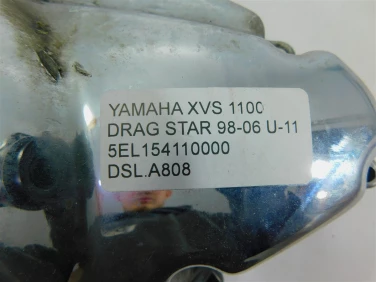 YAMAHA XVS 1100
DRAG STAR 98-06 U-11
5EL154110000
DSL.A808